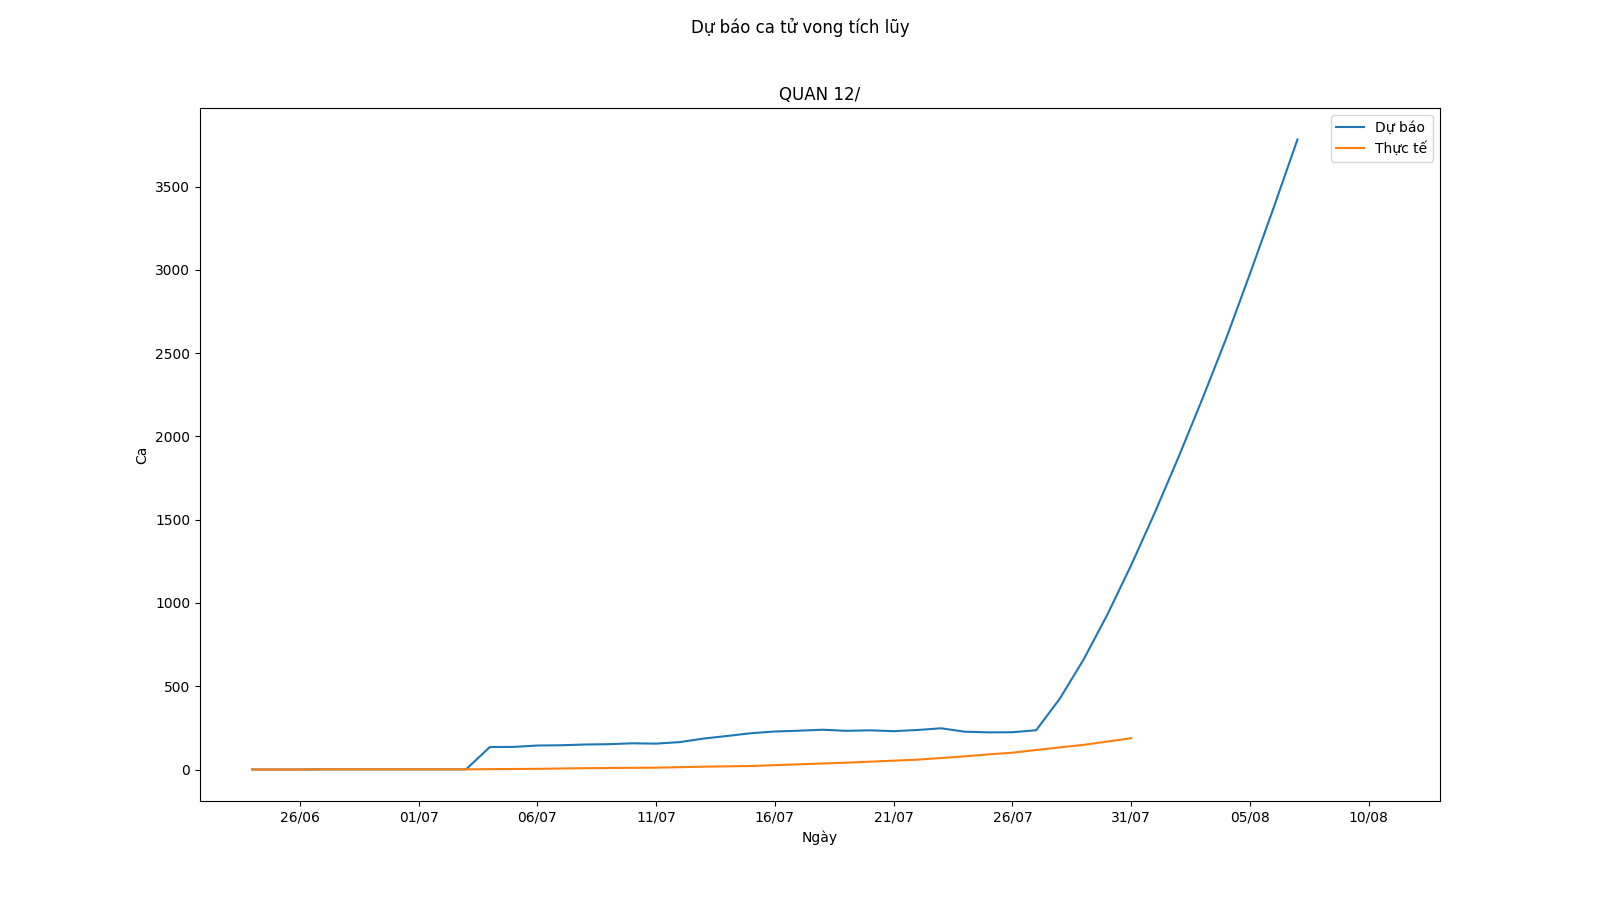 Dự báo ca tử vong tích lũy
QUAN 12/
Dự báo
Thực tế
3500
3000
2500
2000
1500
1000
500
0
Ca
26/06 01/07 06/07 11/07 16/07 21/07 26/07 31/07 05/08 10/08
Ngày